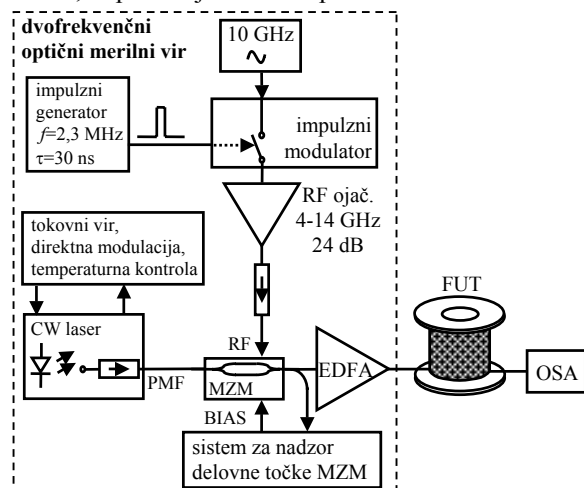 dvofrekvenčni
optični merilni vir
10 GHz
impulzni
generator
f=2,3 MHz
τ=30 ns
impulzni
modulator
RF ojač.
4-14 GHz
24 dB
tokovni vir,
direktna modulacija,
temperaturna kontrola
FUT
CW laser
RF
PMF
MZM
EDFA
OSA
BIAS
sistem za nadzor
delovne točke MZM